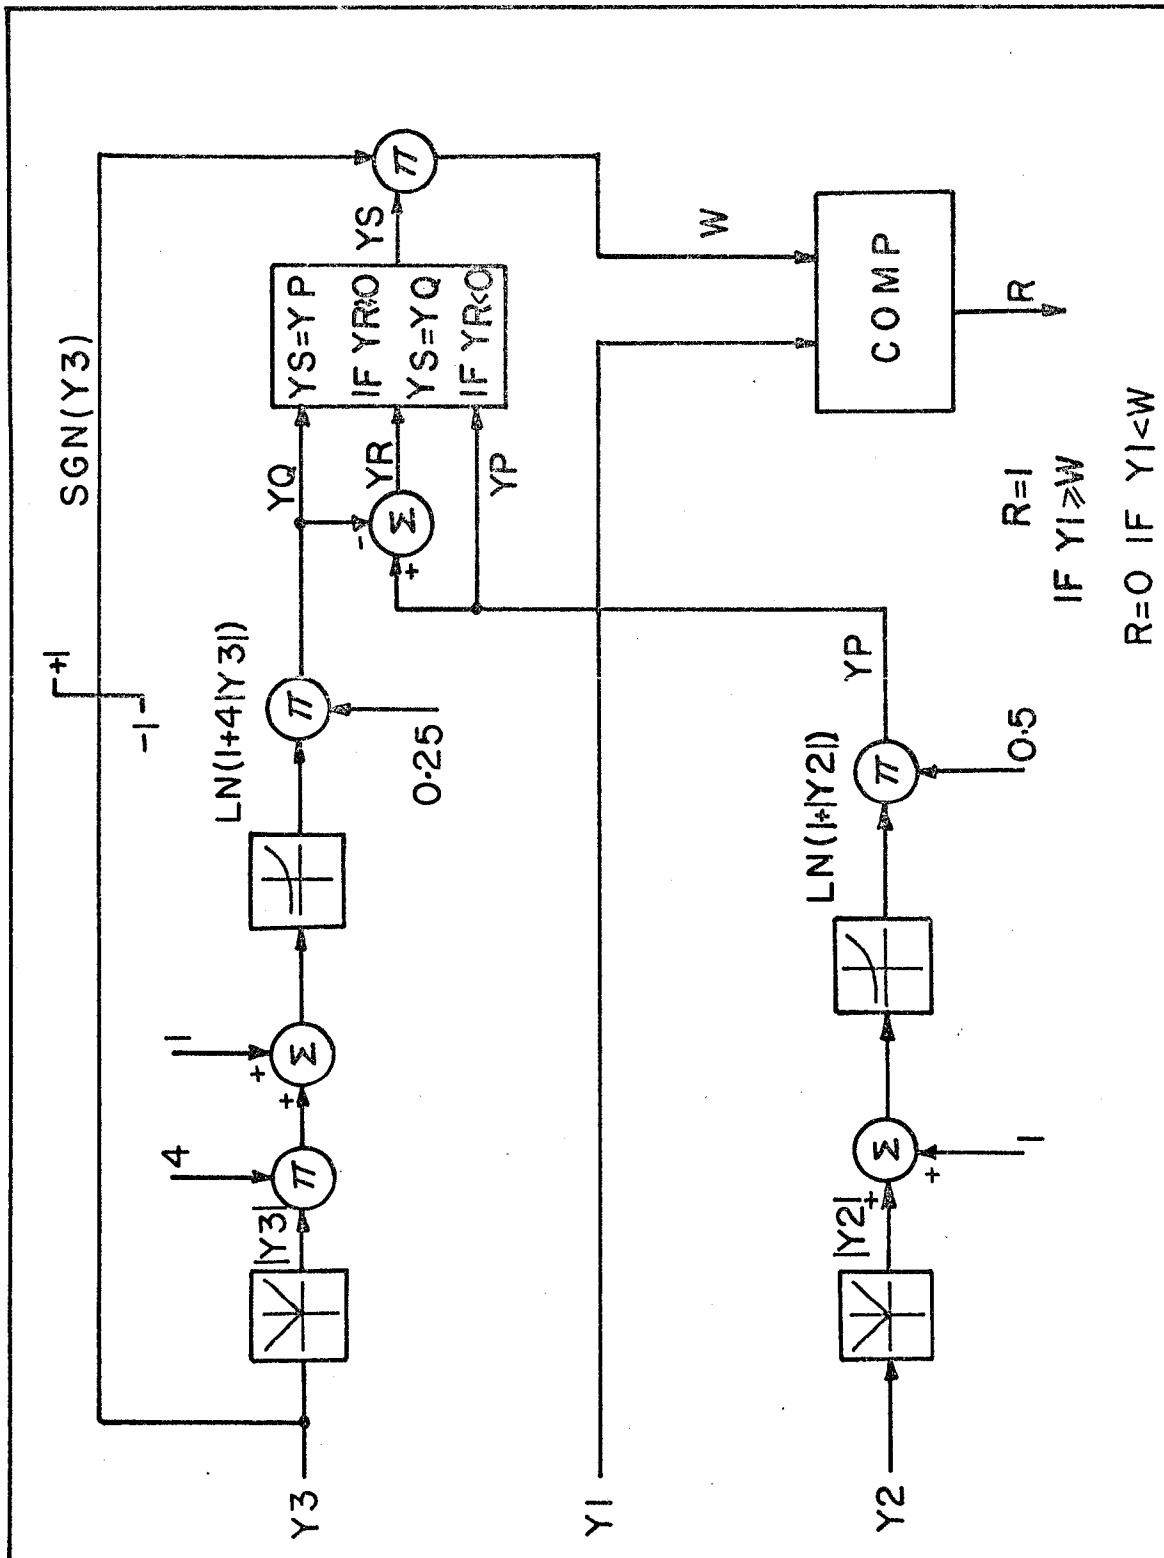 SGN(Y3)
+1
-1
Y3
|Y3|
4
π
+
1
+
Σ
LN(1+4|Y3|)
π
0.25
YQ
-
+
Σ
YR
YP
YS=YP
IF YR≥0
YS=YQ
IF YR<0
YS
π
W
Y1
COMP
R
Y2
|Y2|
+
+
Σ
1
LN(1+|Y2|)
π
0.5
YP
R=1
IF Y1≥W
R=0 IF Y1<W